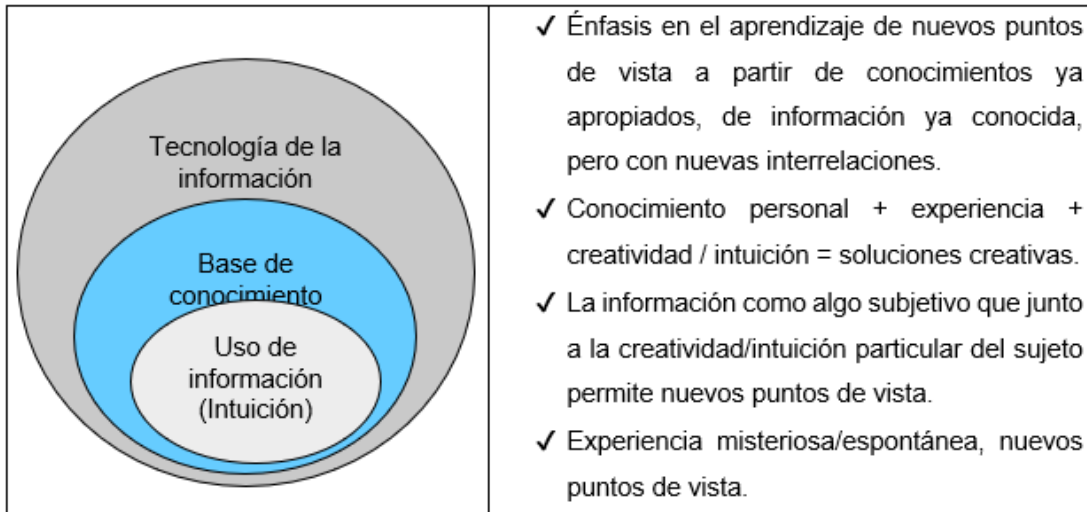 Tecnología de la
información
Base de
conocimiento
Uso de
información
(Intuición)
✓ Énfasis en el aprendizaje de nuevos puntos
de vista a partir de conocimientos ya
apropiados, de información ya conocida,
pero con nuevas interrelaciones.
✓ Conocimiento personal + experiencia +
creatividad / intuición = soluciones creativas.
✓ La información como algo subjetivo que junto
a la creatividad/intuición particular del sujeto
permite nuevos puntos de vista.
✓ Experiencia misteriosa/espontánea, nuevos
puntos de vista.